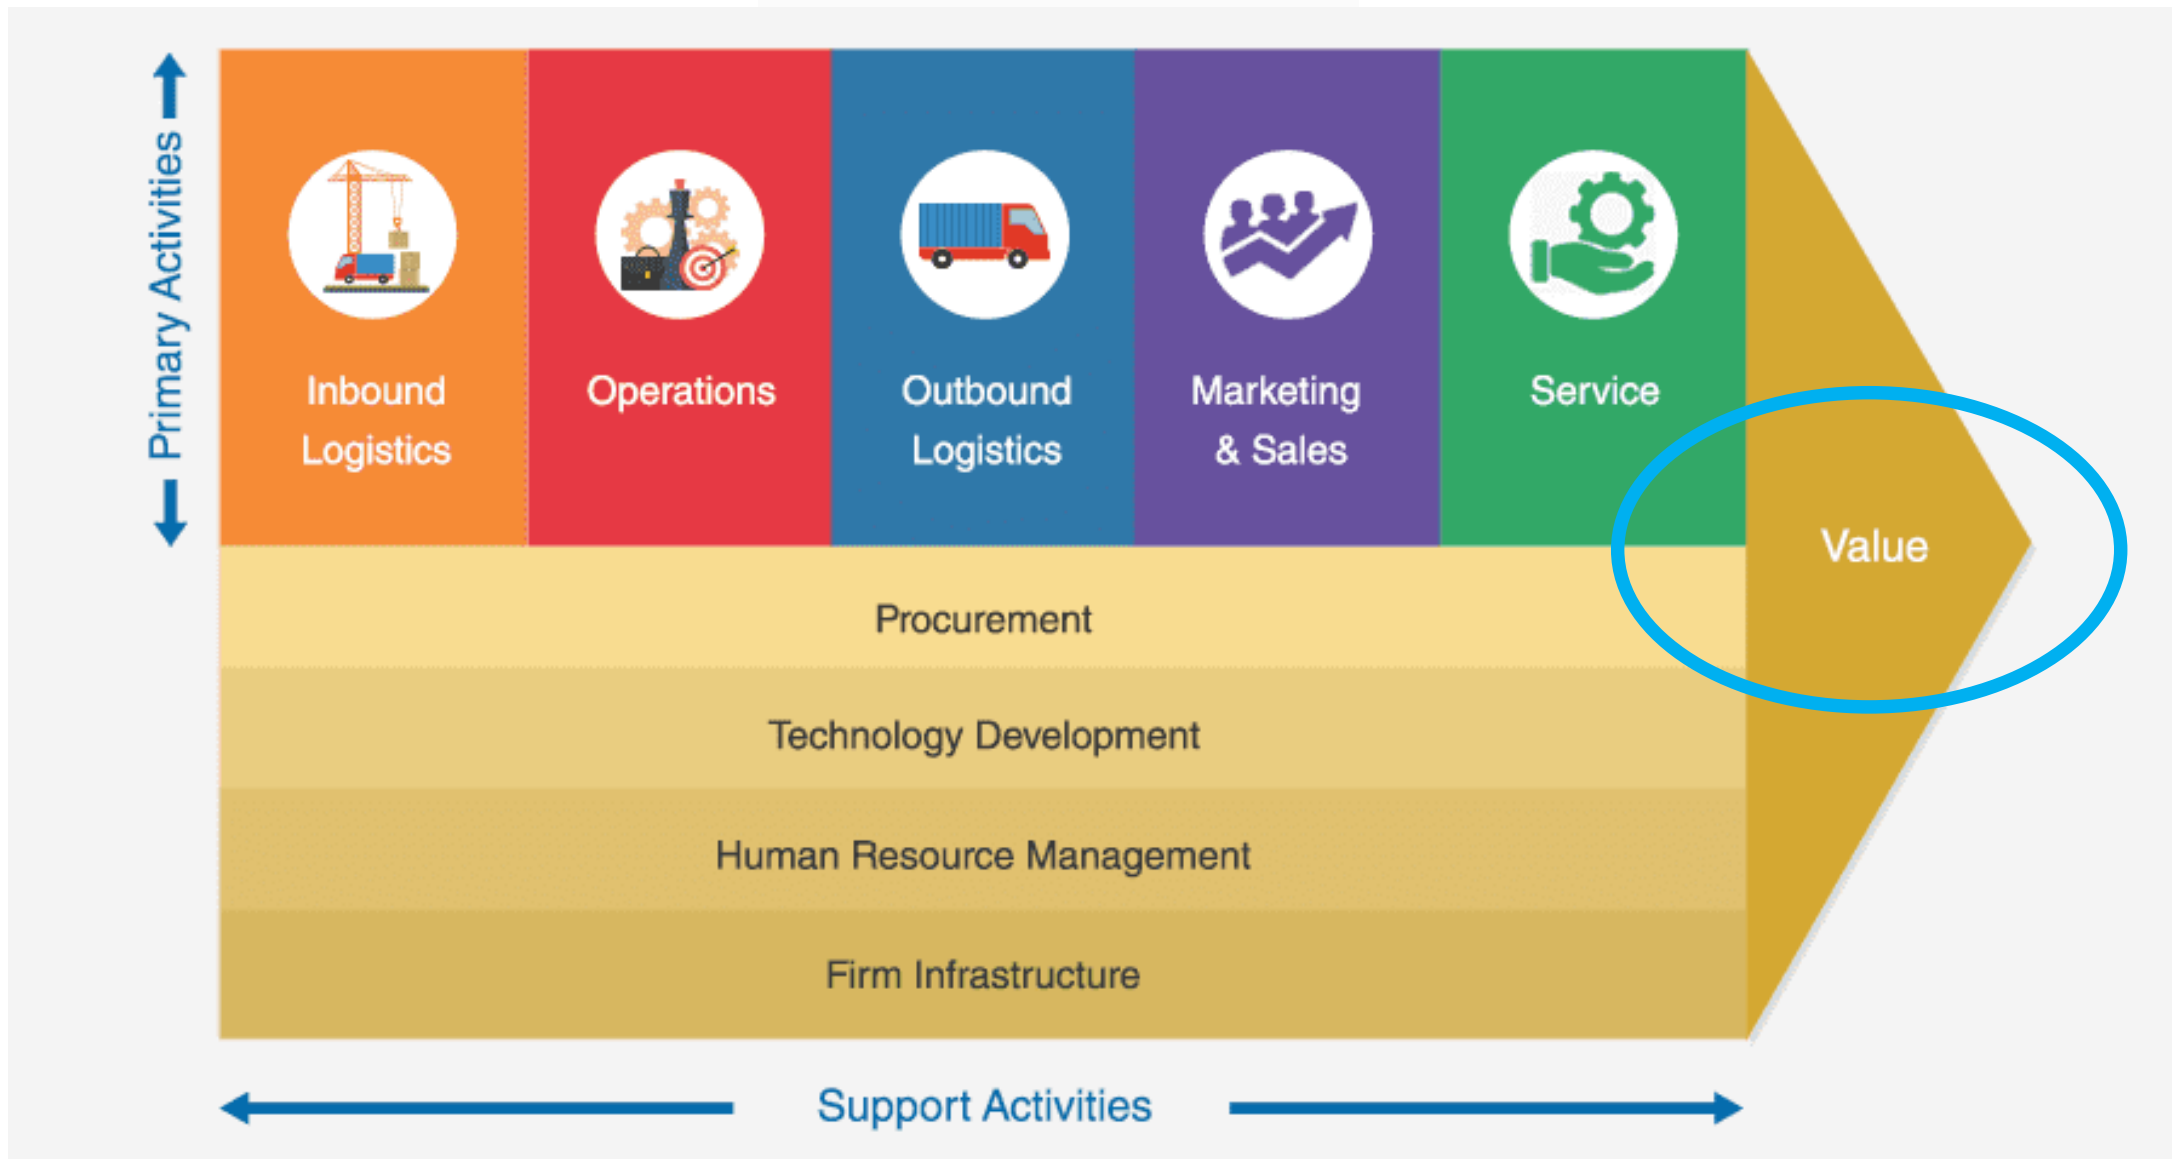 Primary Activities
Inbound
Logistics
Operations
Outbound
Logistics
Marketing
& Sales
Service
Value
Procurement
Technology Development
Human Resource Management
Firm Infrastructure
Support Activities